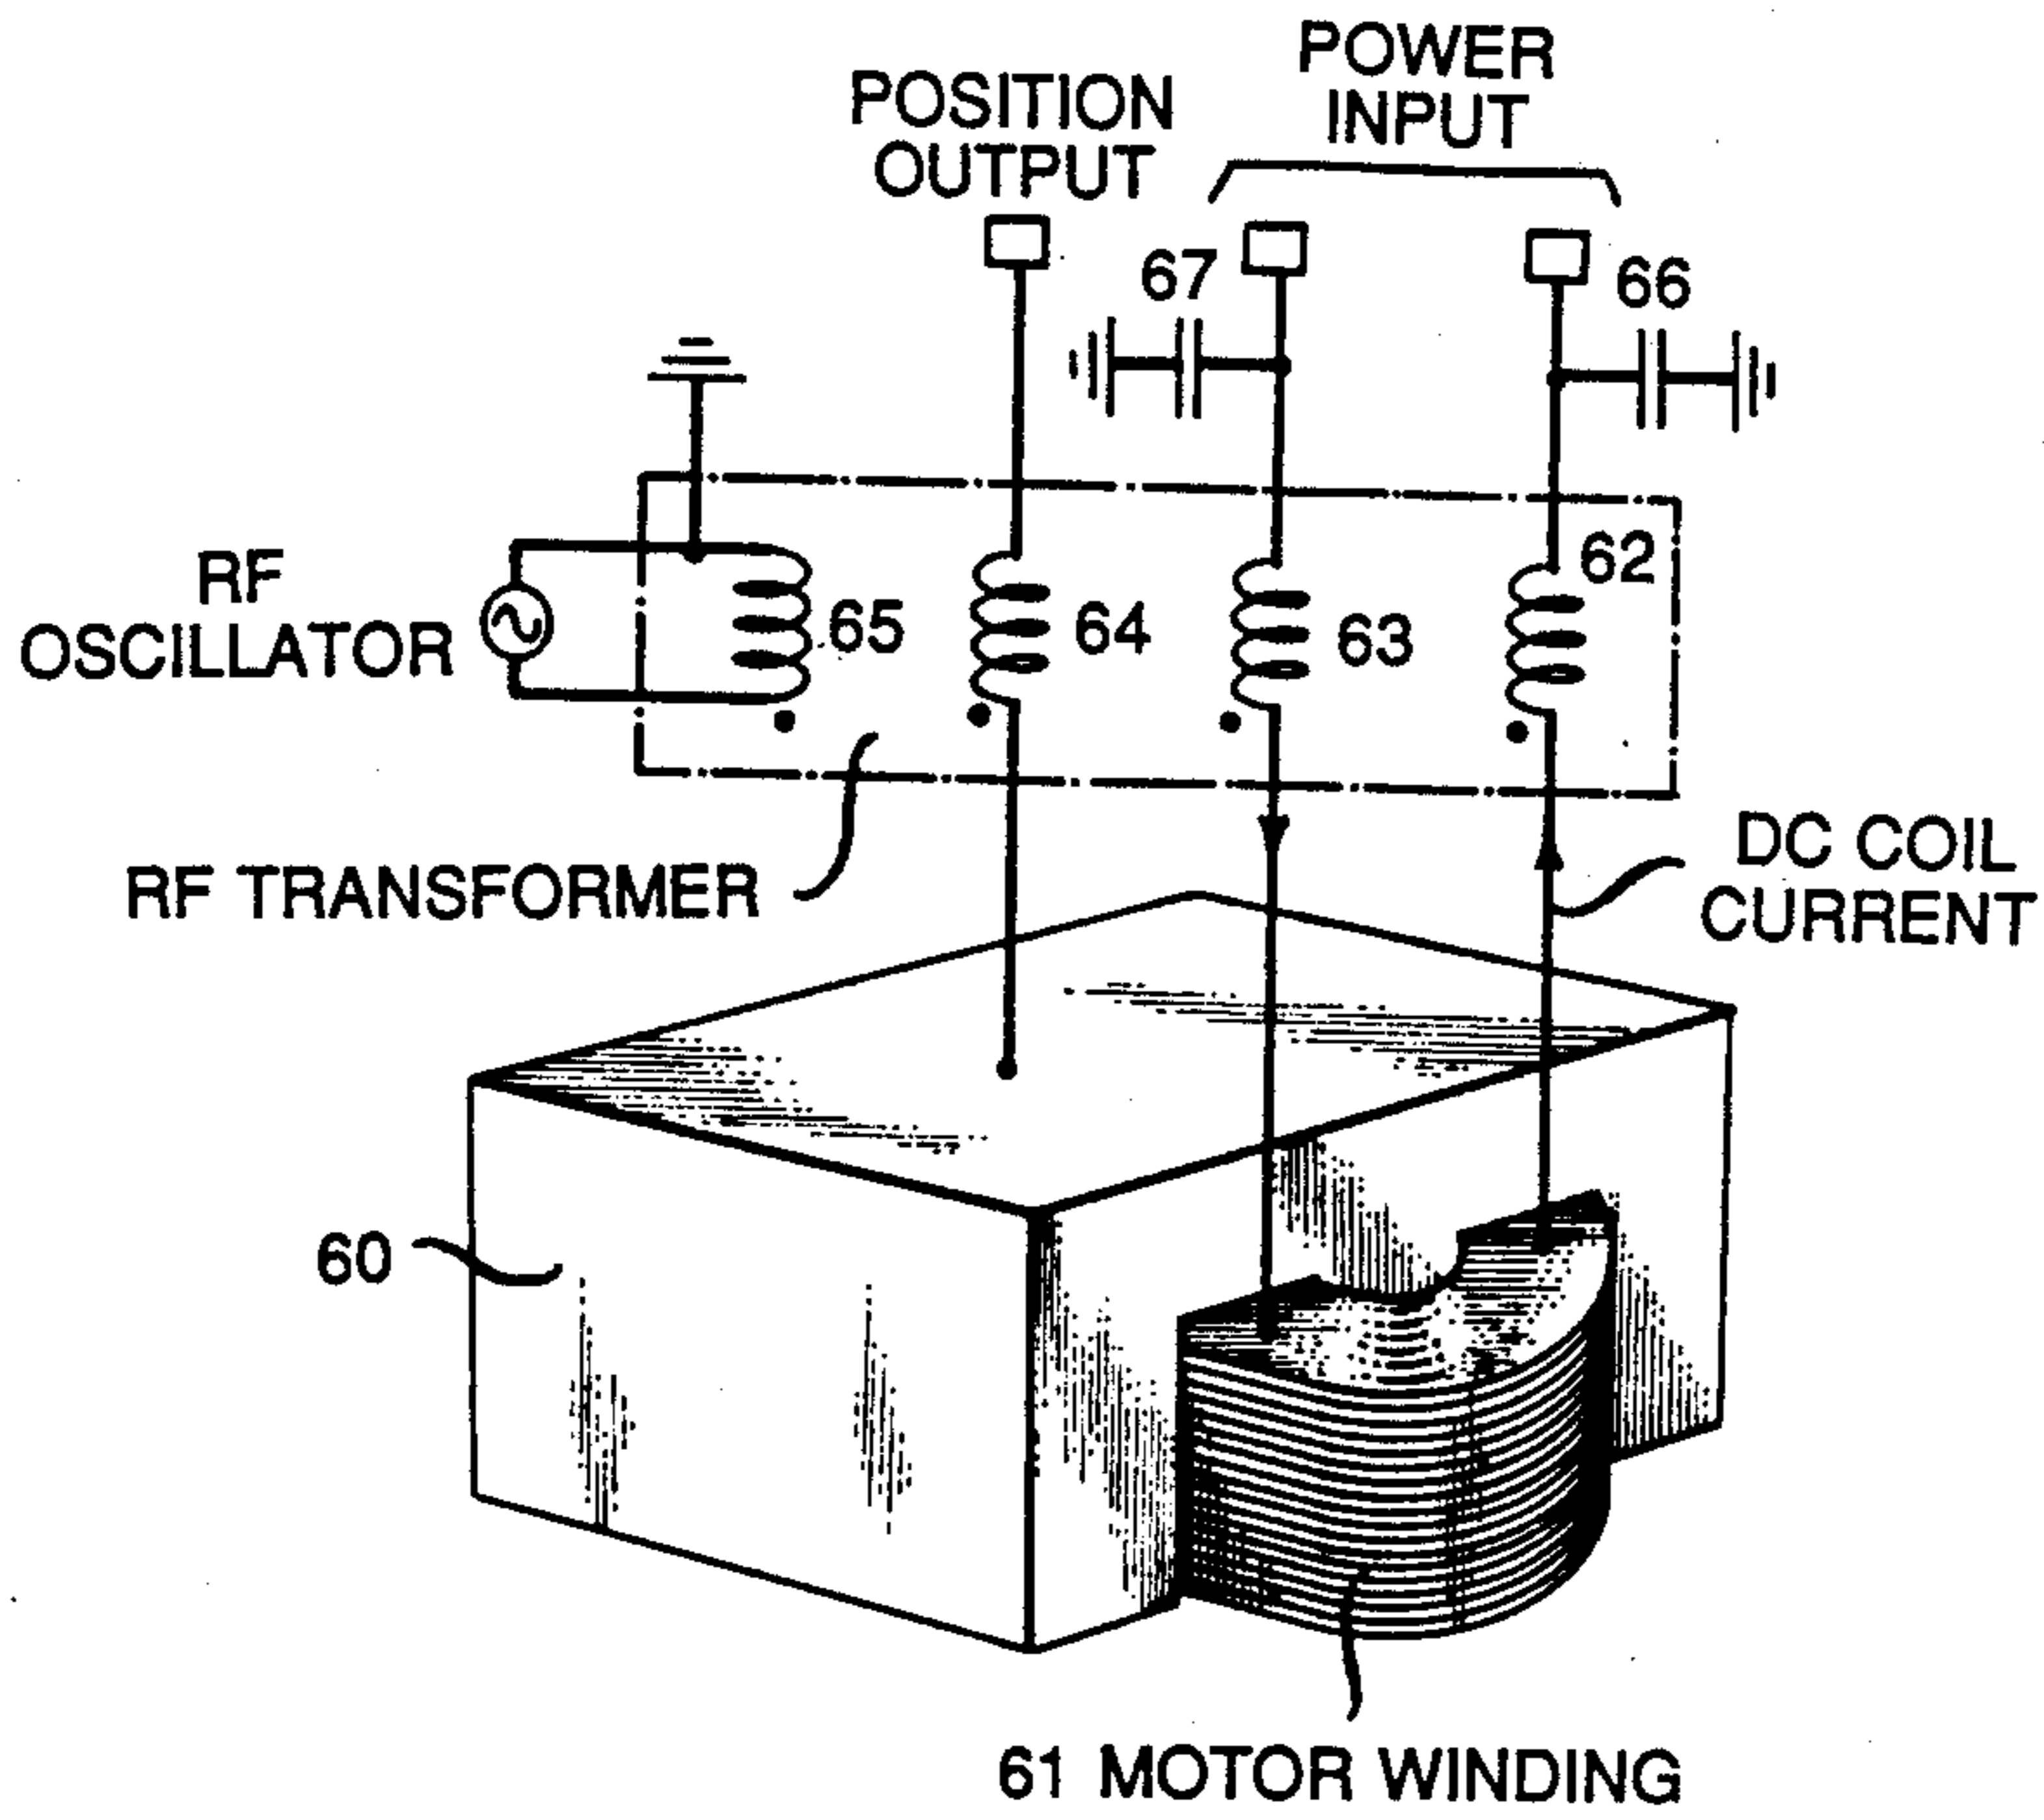 POWER
INPUT
POSITION
OUTPUT
67
66
62
RF
OSCILLATOR
65
64
63
RF TRANSFORMER
DC COIL
CURRENT
60
61 MOTOR WINDING